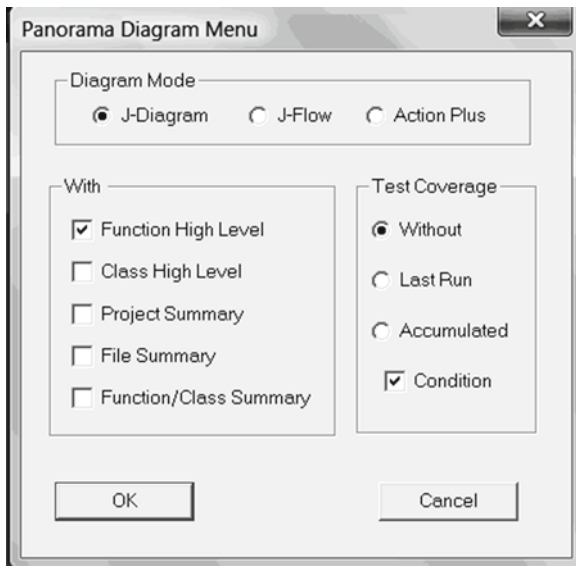 Panorama Diagram Menu
Diagram Mode
J-Diagram J-Flow Action Plus
With
Function High Level
Class High Level
Project Summary
File Summary
Function/Class Summary
Test Coverage
Without
Last Run
Accumulated
Condition
OK Cancel